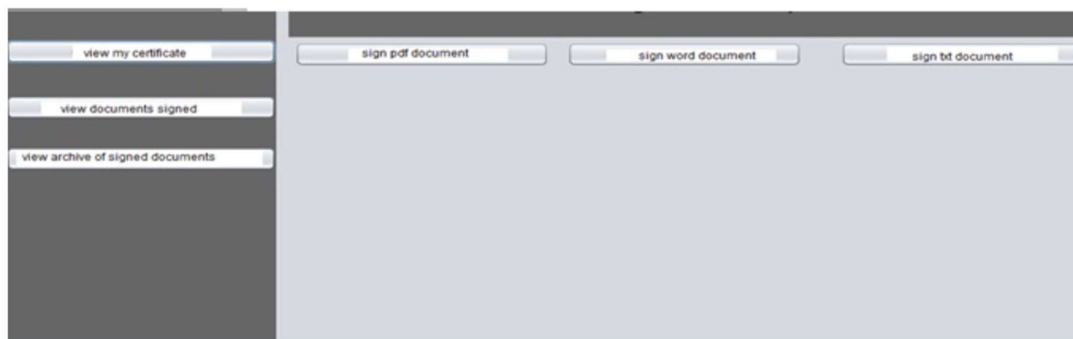 view my certificate
sign pdf document
sign word document
sign txt document
view documents signed
view archive of signed documents